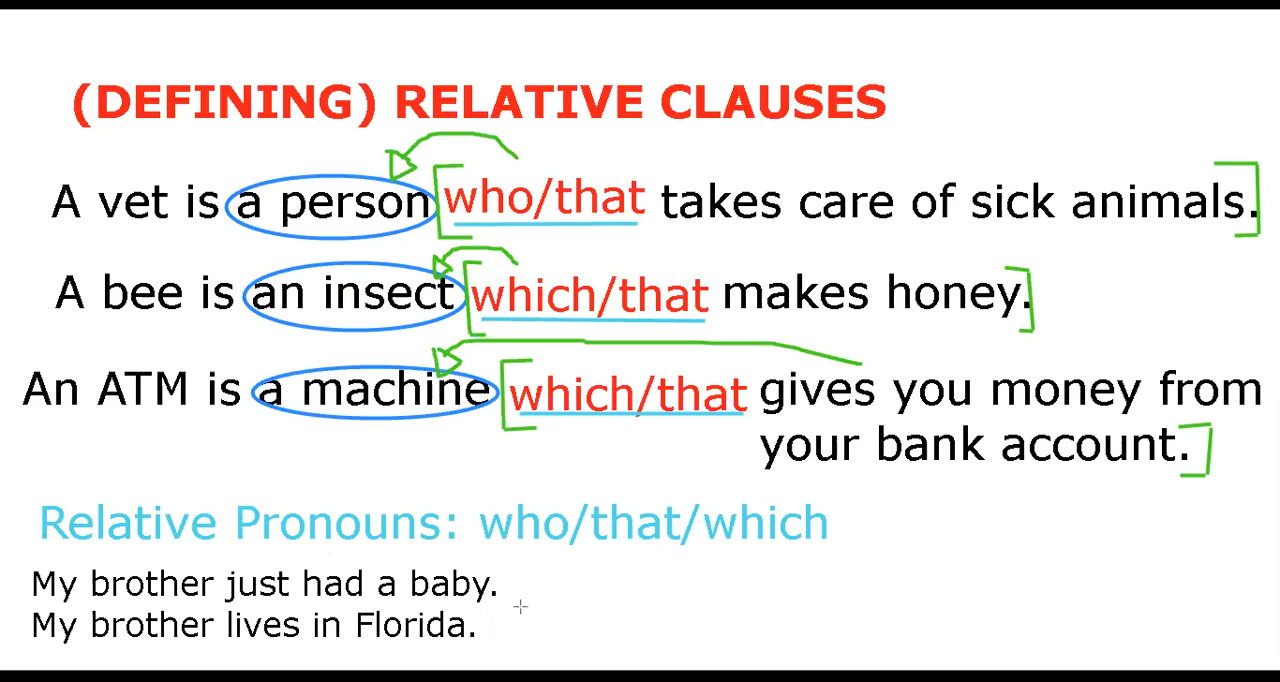 (DEFINING) RELATIVE CLAUSES
A vet is a person who/that takes care of sick animals.
A bee is an insect which/that makes honey.
An ATM is a machine which/that gives you money from
your bank account.
Relative Pronouns: who/that/which
My brother just had a baby.
My brother lives in Florida.